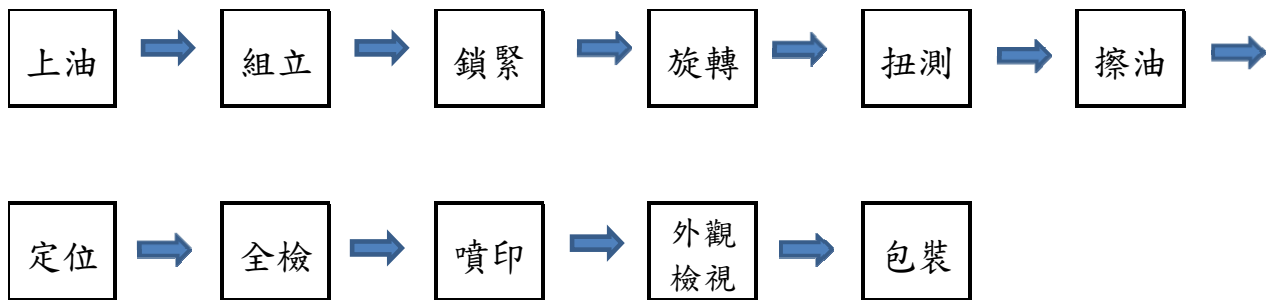 上油
組立
鎖緊
旋轉
扭測
擦油
定位
全檢
噴印
外觀
檢視
包裝